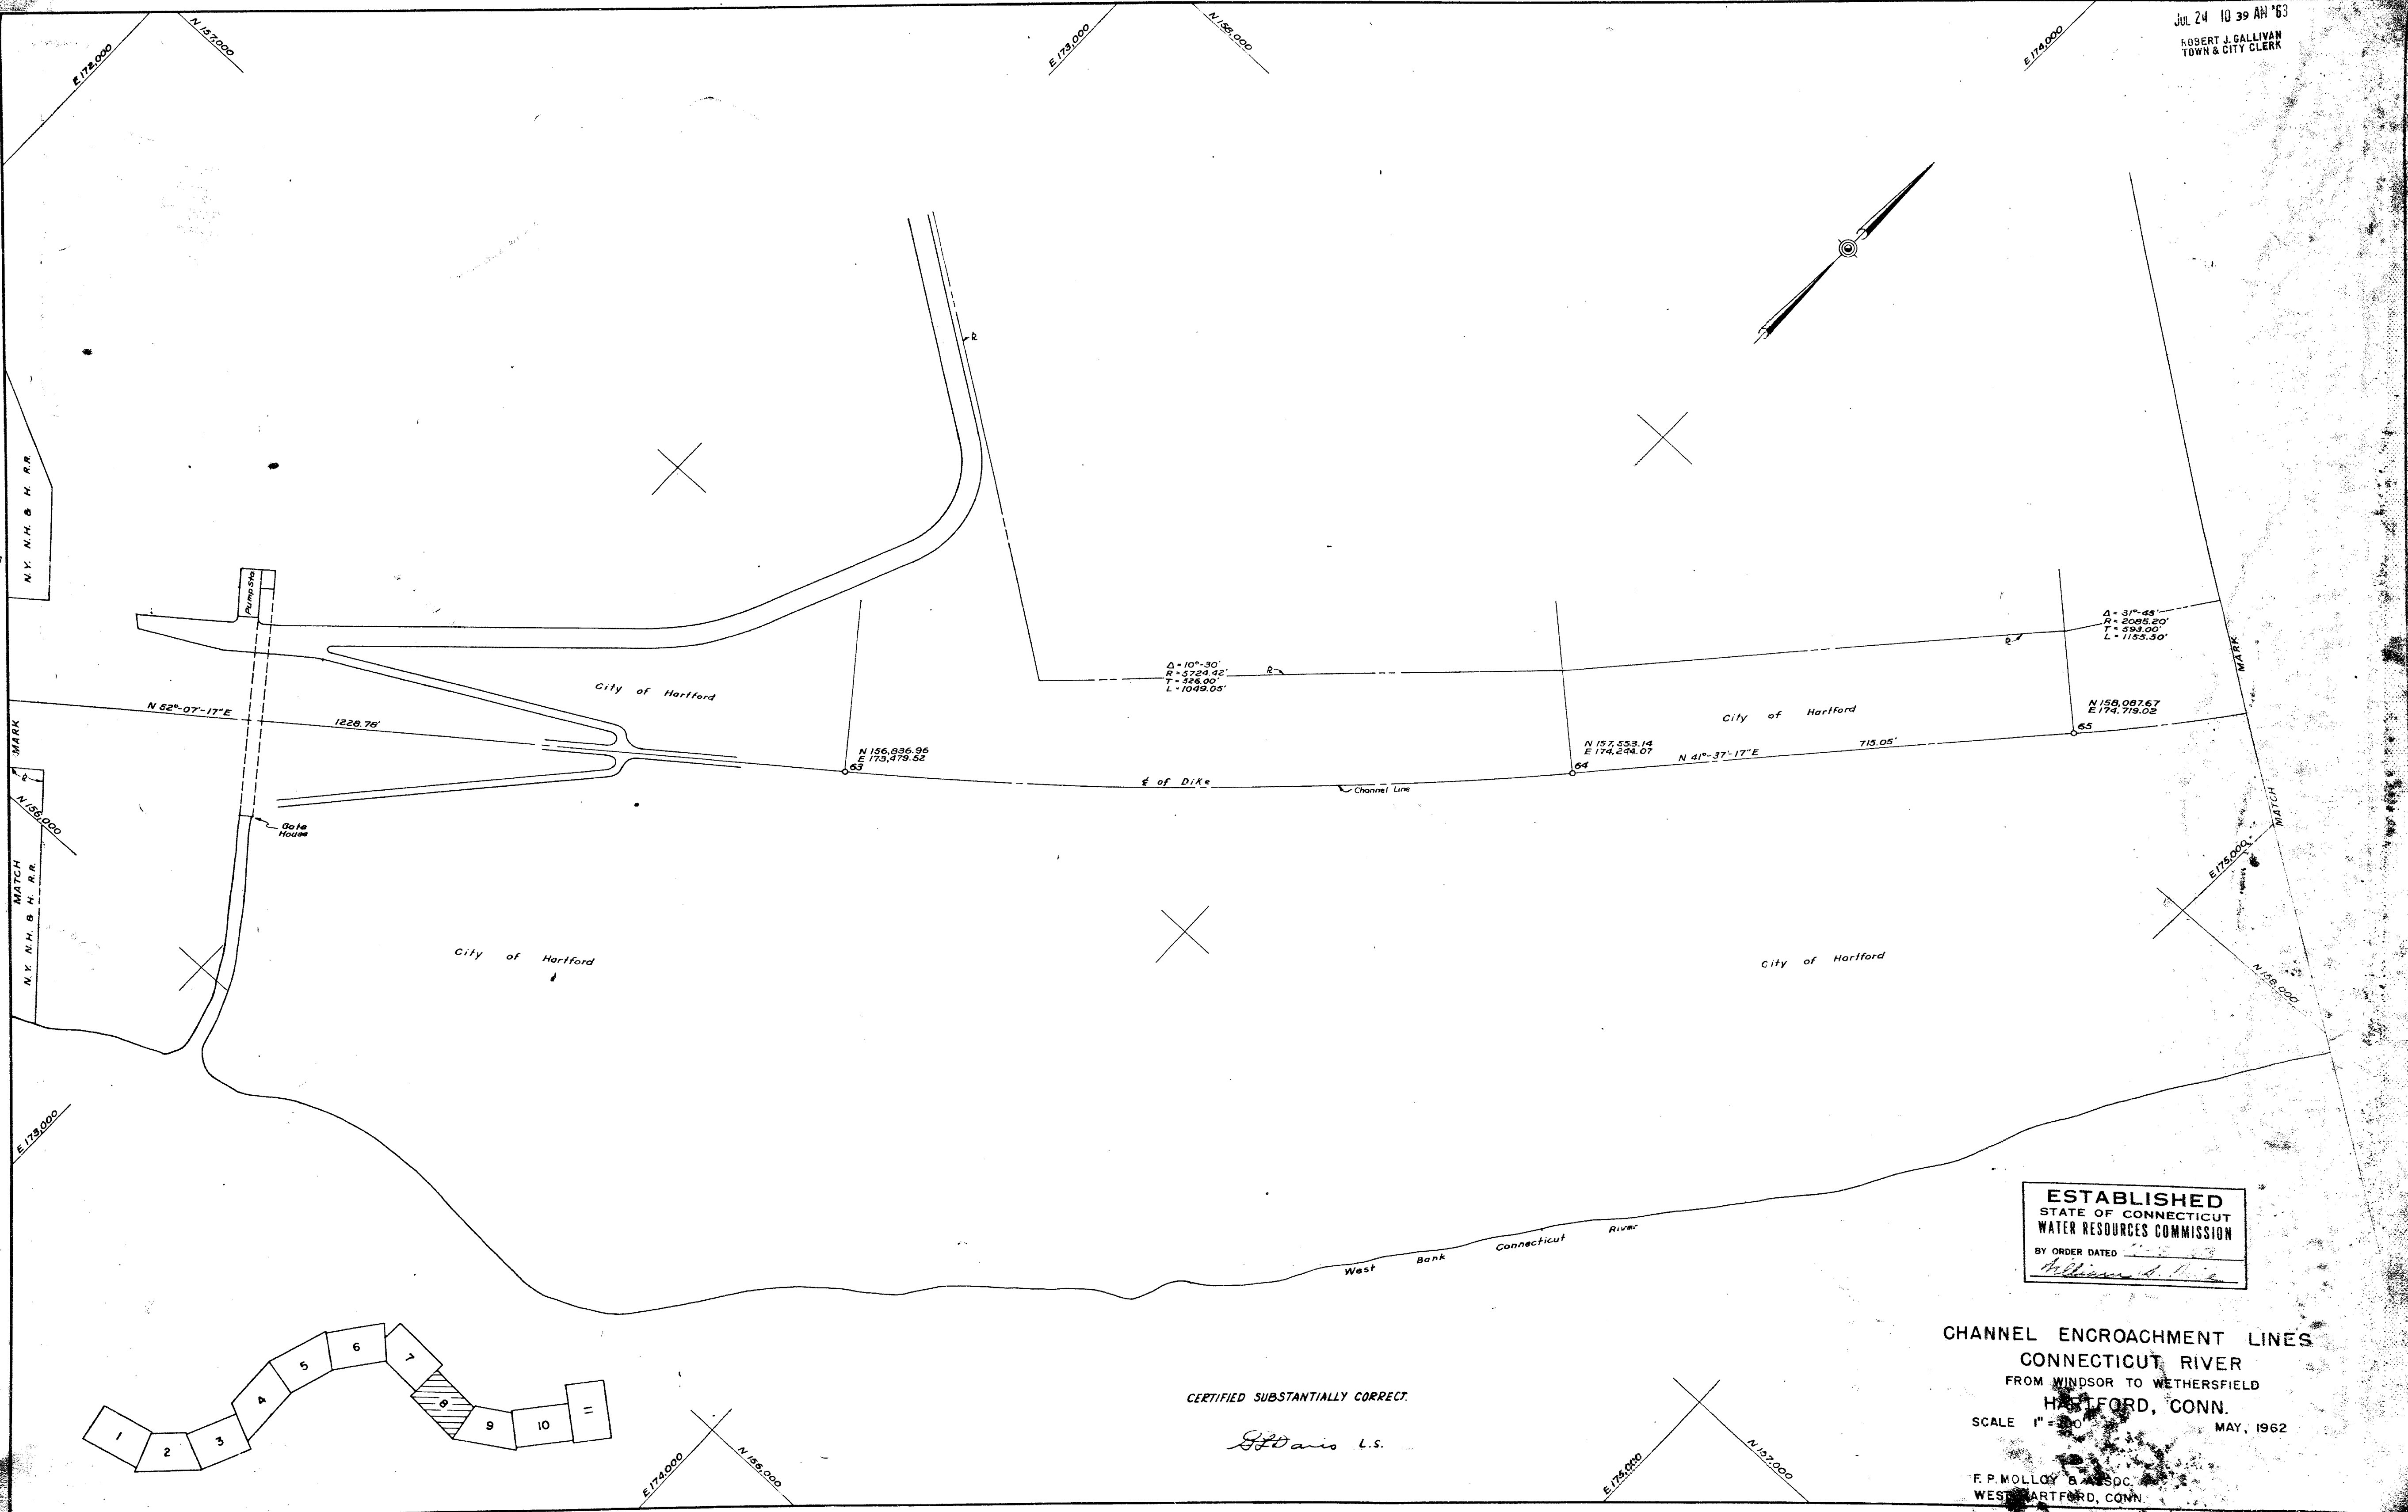 JUL 24 10 39 AM '63
ROBERT J. GALLIVAN
TOWN & CITY CLERK
E 172,000
N 157,000
E 173,000
N 158,000
E 174,000
N.Y. N.H. & H. R.R.
Pump Sta
City of Hartford
N 52°-07'-17"E
1228.78'
MARK
N 156,000
MATCH
N.Y. N.H. & H. R.R.
Gate
House
N 156,836.96
E 173,479.52
63
Δ = 10°-30'
R = 5724.42'
T = 526.00'
L = 1049.05'
℄ of Dike
Channel Line
N 157,553.14
E 174,244.07
64
N 41°-37'-17"E
715.05'
City of Hartford
Δ = 31°-45'
R = 2085.20'
T = 593.00'
L = 1155.50'
N 158,087.67
E 174,719.02
65
MARK
MATCH
E 175,000
N 158,000
City of Hartford
City of Hartford
E 173,000
West Bank Connecticut River
ESTABLISHED
STATE OF CONNECTICUT
WATER RESOURCES COMMISSION
BY ORDER DATED
1
2
3
4
5
6
7
8
9
10
11
E 174,000
N 156,000
CERTIFIED SUBSTANTIALLY CORRECT.
L.S.
E 175,000
N 157,000
CHANNEL ENCROACHMENT LINES
CONNECTICUT RIVER
FROM WINDSOR TO WETHERSFIELD
HARTFORD, CONN.
SCALE 1" =
MAY, 1962
F. P. MOLLOY & ASSOC.
WEST HARTFORD, CONN.